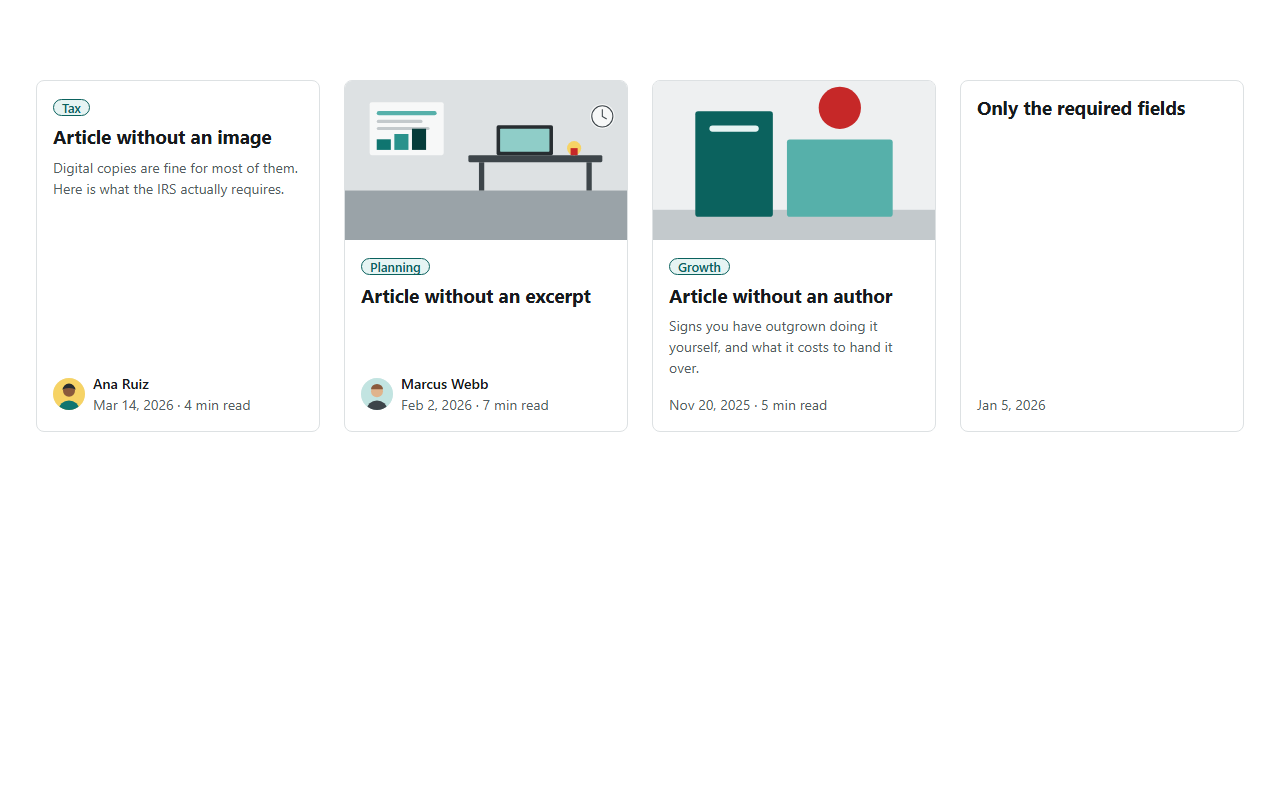 Tax
Article without an image
Digital copies are fine for most of them.
Here is what the IRS actually requires.
Ana Ruiz
Mar 14, 2026 · 4 min read
Planning
Article without an excerpt
Marcus Webb
Feb 2, 2026 · 7 min read
Growth
Article without an author
Signs you have outgrown doing it
yourself, and what it costs to hand it
over.
Nov 20, 2025 · 5 min read
Only the required fields
Jan 5, 2026